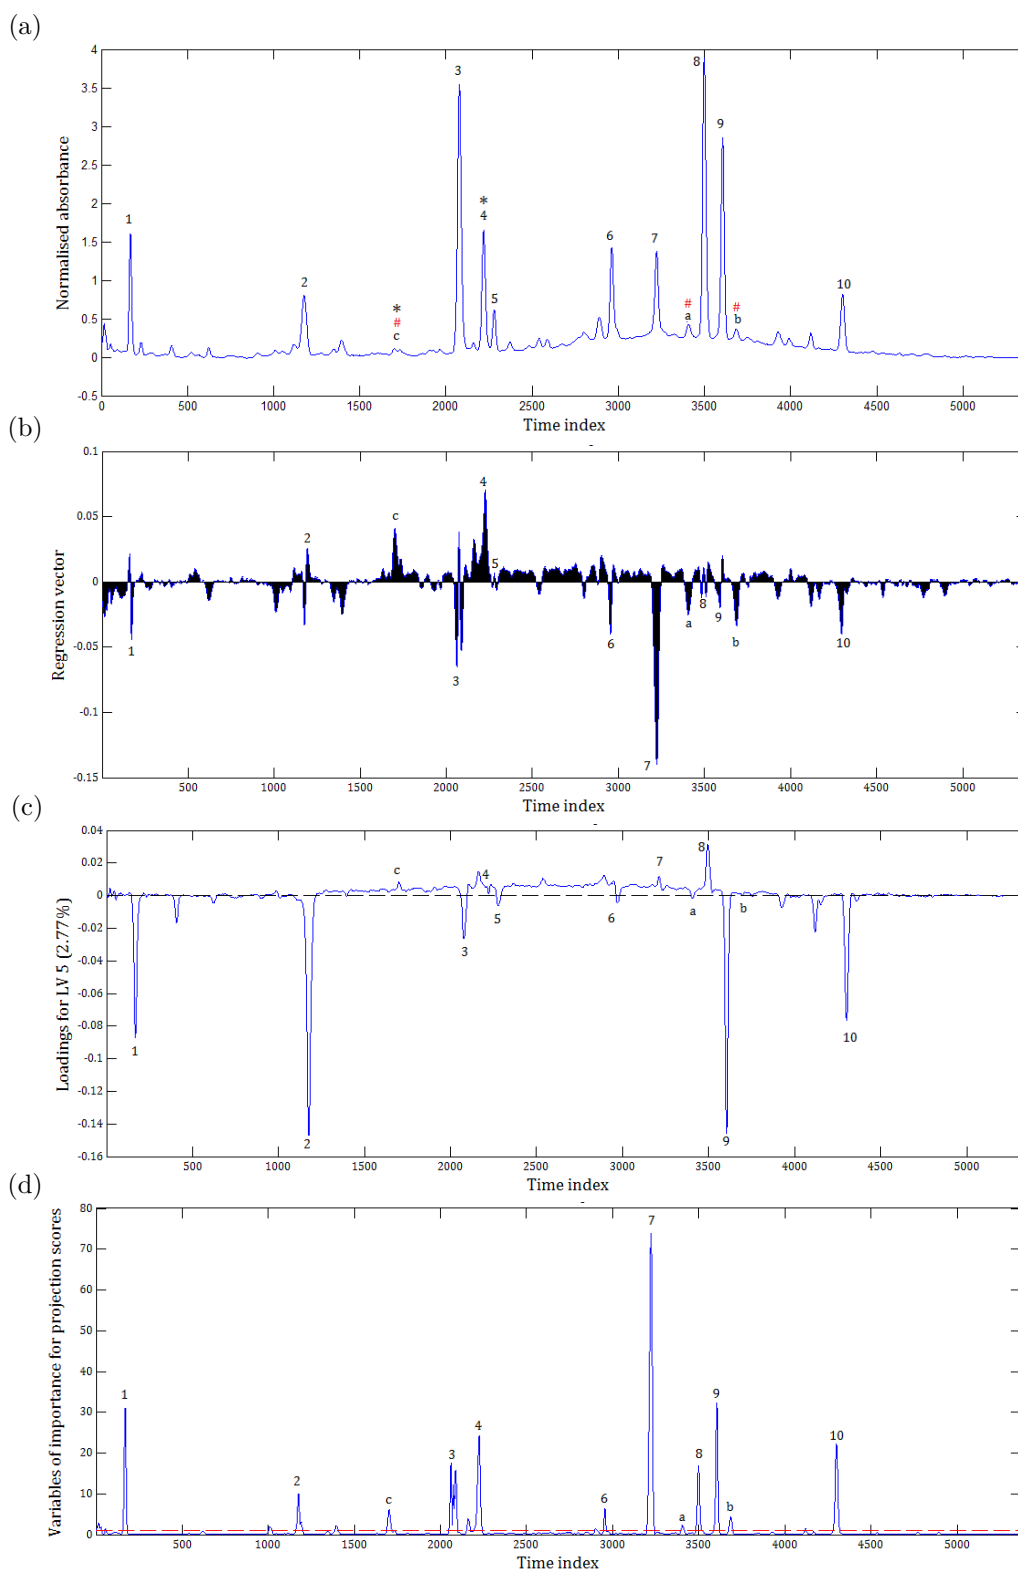 (a)
4
3.5
3
2.5
2
1.5
1
0.5
0
-0.5
Normalised absorbance
1
2
*
#
c
3
*
4
5
6
7
#
a
8
9
#
b
10
0 500 1000 1500 2000 2500 3000 3500 4000 4500 5000
Time index
(b)
0.1
0.05
0
-0.05
-0.1
-0.15
Regression vector
1
2
c
3
4
5
6
7
a
8
9
b
10
500 1000 1500 2000 2500 3000 3500 4000 4500 5000
Time index
(c)
0.04
0.02
0
-0.02
-0.04
-0.06
-0.08
-0.1
-0.12
-0.14
-0.16
Loadings for LV 5 (2.77%)
1
2
c
3
4
5
6
7
a
8
9
b
10
500 1000 1500 2000 2500 3000 3500 4000 4500 5000
Time index
(d)
80
70
60
50
40
30
20
10
0
Variables of importance for projection scores
1
2
c
3
4
6
7
a
8
9
b
10
500 1000 1500 2000 2500 3000 3500 4000 4500 5000
Time index